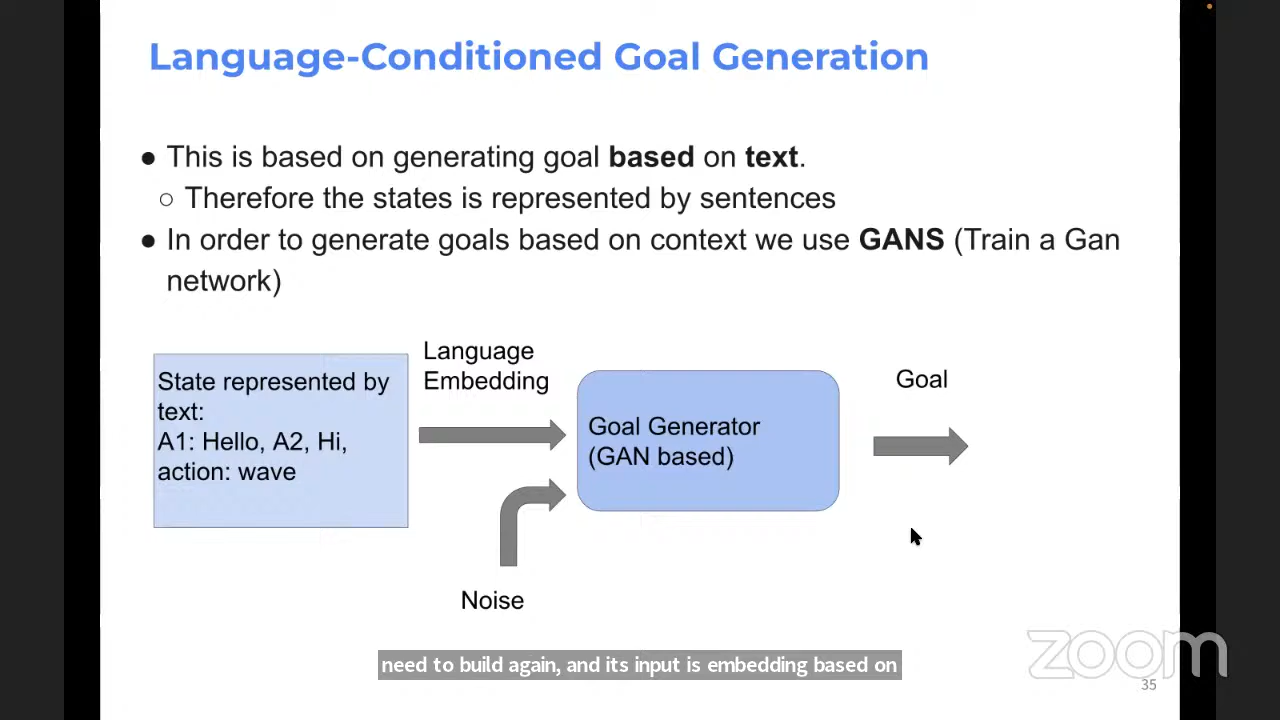 Language-Conditioned Goal Generation
● This is based on generating goal based on text.
○ Therefore the states is represented by sentences
● In order to generate goals based on context we use GANS (Train a Gan
network)
State represented by
text:
A1: Hello, A2, Hi,
action: wave
Language
Embedding
Goal Generator
(GAN based)
Goal
Noise
need to build again, and its input is embedding based on
zoom
35